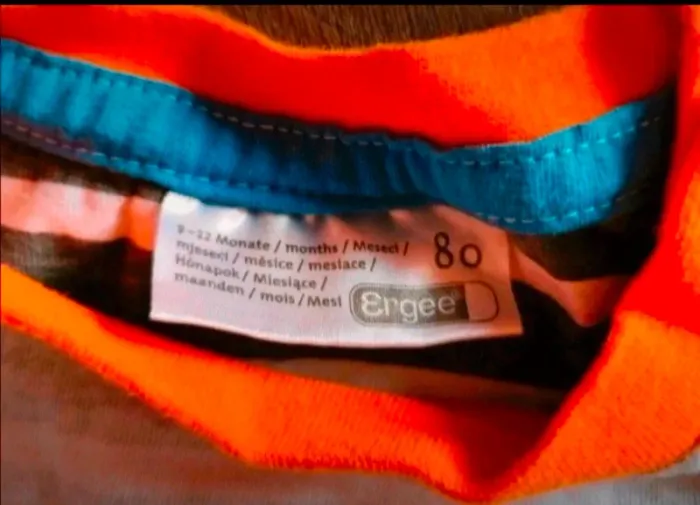 9-12 Monate / months / Meseci /
mjeseci / měsíce / mesiace /
Hónapok / Miesiące /
maanden / mois / Mesi
80
Ergee